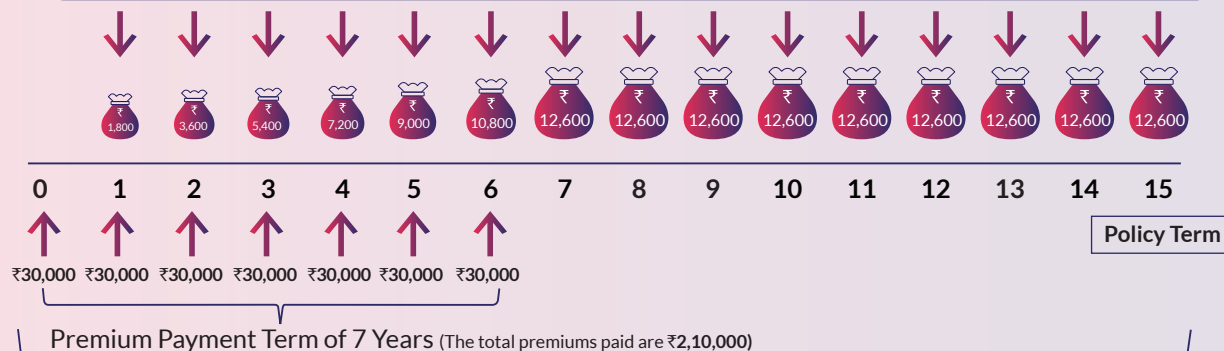 ₹ ₹ ₹ ₹ ₹ ₹ ₹ ₹ ₹ ₹ ₹ ₹ ₹ ₹ ₹
1,800 3,600 5,400 7,200 9,000 10,800 12,600 12,600 12,600 12,600 12,600 12,600 12,600 12,600 12,600
0 1 2 3 4 5 6 7 8 9 10 11 12 13 14 15
Policy Term
₹30,000 ₹30,000 ₹30,000 ₹30,000 ₹30,000 ₹30,000 ₹30,000
Premium Payment Term of 7 Years (The total premiums paid are ₹2,10,000)